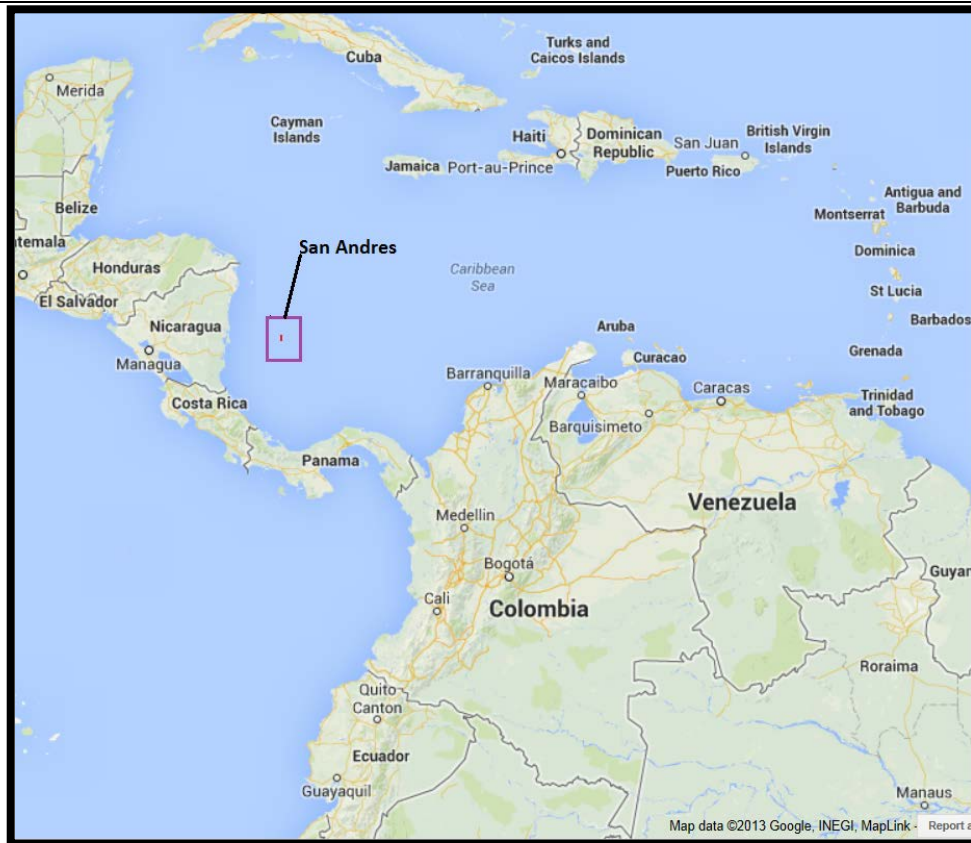 Turks and
Caicos Islands
Cuba
Merida
Cayman
Islands
Haiti
Dominican
Republic
San Juan
British Virgin
Islands
Jamaica
Port-au-Prince
Puerto Rico
Antigua and
Barbuda
Belize
Montserrat
temala
San Andres
Dominica
Honduras
Caribbean
Sea
El Salvador
St Lucia
Nicaragua
Aruba
Barbados
Managua
Curacao
Grenada
Barranquilla
Maracaibo
Caracas
Costa Rica
Trinidad
and Tobago
Barquisimeto
Panama
Venezuela
Medellin
Bogotá
Guyan
Cali
Colombia
Roraima
Quito
Canton
Ecuador
Guayaquil
Manaus
Map data ©2013 Google, INEGI, MapLink -
Report a